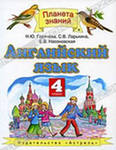 Планета
знаний
Н.Ю. Горячева, С.В. Ларькина,
Е.В. Насоновская
Английский
язык
4
Издательство «Астрель»